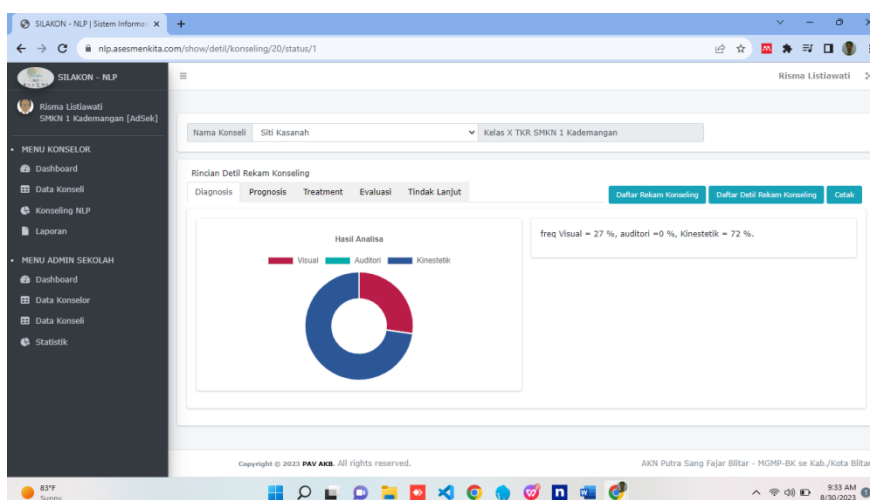 SILAKON - NLP | Sistem Informas
nlp.asesmenkita.com/show/detil/konseling/20/status/1
SILAKON - NLP
Risma Listiawati
Risma Listiawati
SMKN 1 Kademangan [AdSek]
MENU KONSELOR
Dashboard
Data Konseli
Konseling NLP
Laporan
MENU ADMIN SEKOLAH
Dashboard
Data Konselor
Data Konseli
Statistik
Nama Konseli Siti Kasanah Kelas X TKR SMKN 1 Kademangan
Rincian Detil Rekam Konseling
Diagnosis Prognosis Treatment Evaluasi Tindak Lanjut
Daftar Rekam Konseling Daftar Detil Rekam Konseling Cetak
Hasil Analisa
Visual Auditori Kinestetik
freq Visual = 27 %, auditori =0 %, Kinestetik = 72 %.
Copyright © 2023 PAV AKB. All rights reserved.
AKN Putra Sang Fajar Blitar - MGMP-BK se Kab./Kota Blitar
83°F
Sunny
9:33 AM
8/30/2023